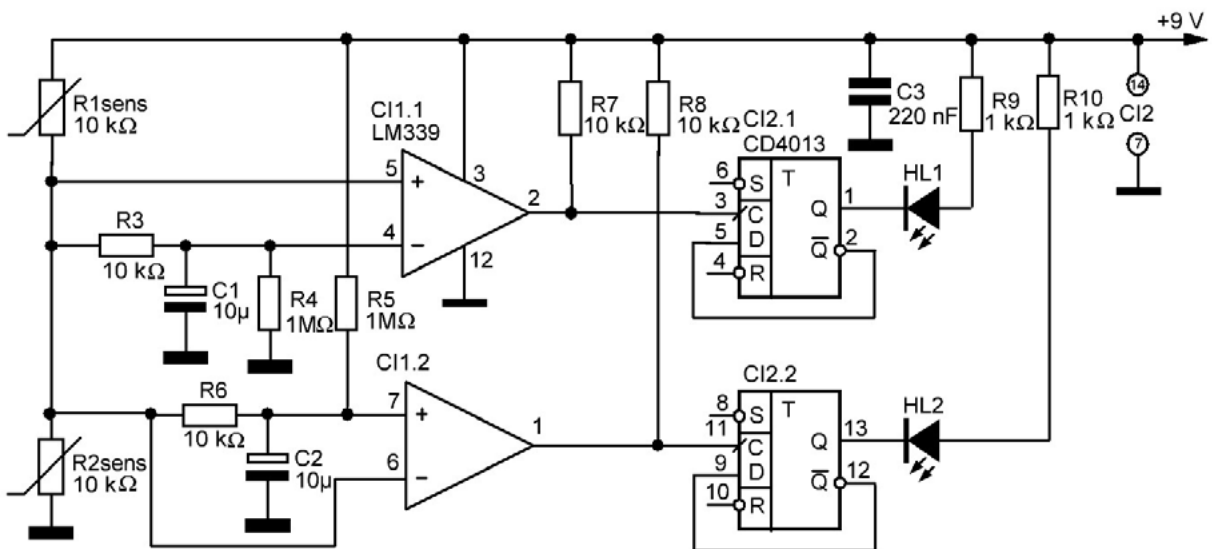 +9 V
R1sens
10 kΩ
CI1.1
LM339
5
+
3
2
4
−
12
R3
10 kΩ
C1
10µ
R4
1MΩ
R5
1MΩ
R7
10 kΩ
R8
10 kΩ
CI2.1
CD4013
6
S
T
3
C
5
D
4
R
Q
1
Q̅
2
C3
220 nF
R9
1 kΩ
R10
1 kΩ
HL1
14
CI2
7
R6
10 kΩ
CI1.2
7
+
1
6
−
C2
10µ
R2sens
10 kΩ
CI2.2
8
S
T
11
C
9
D
10
R
Q
13
Q̅
12
HL2